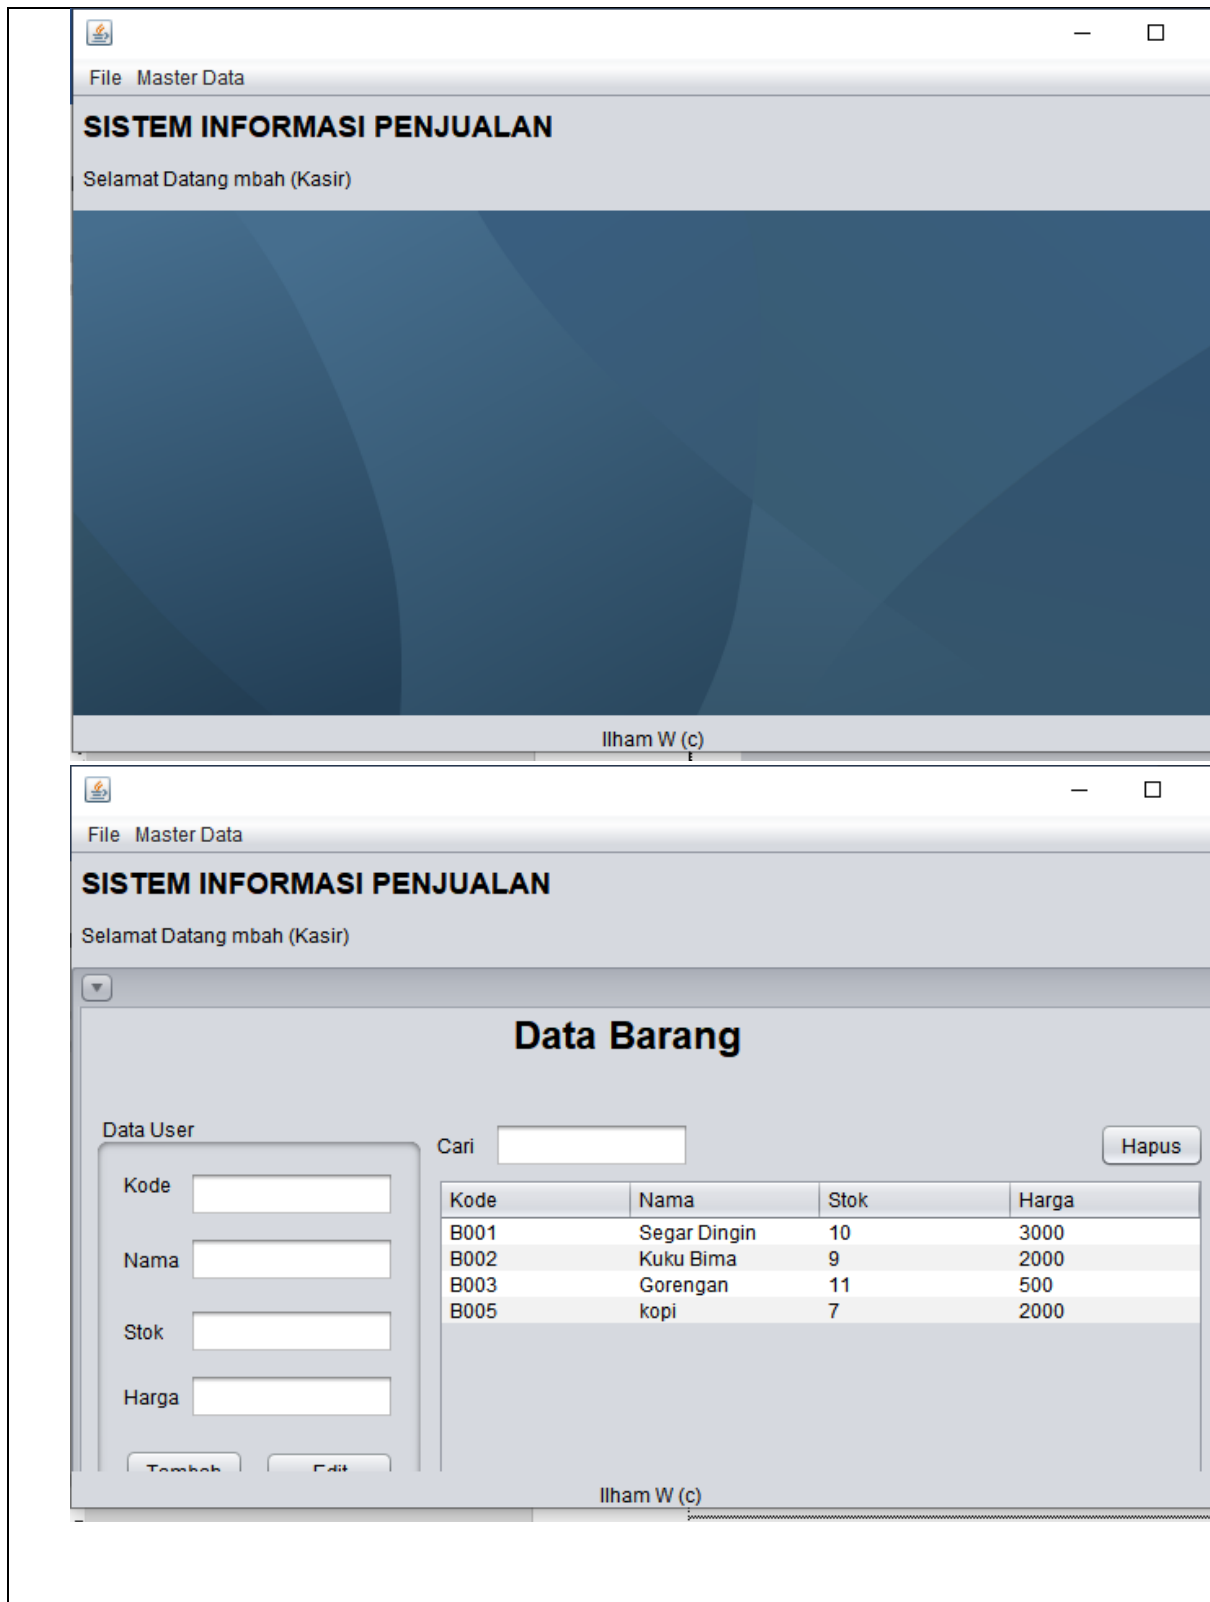 File Master Data
SISTEM INFORMASI PENJUALAN
Selamat Datang mbah (Kasir)
Ilham W (c)
File Master Data
SISTEM INFORMASI PENJUALAN
Selamat Datang mbah (Kasir)
Data Barang
Data User
Kode
Nama
Stok
Harga
Tambah Edit
Cari Hapus
Kode Nama Stok Harga
B001 Segar Dingin 10 3000
B002 Kuku Bima 9 2000
B003 Gorengan 11 500
B005 kopi 7 2000
Ilham W (c)